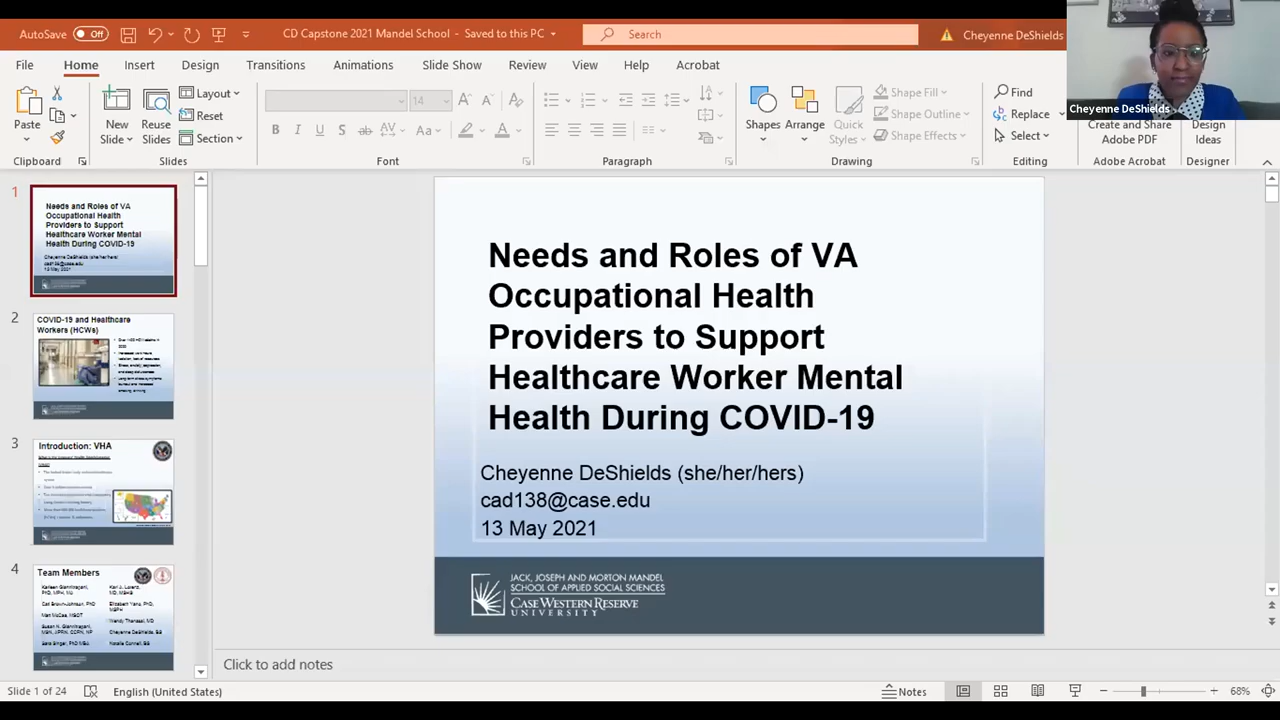 AutoSave Off
CD Capstone 2021 Mandel School - Saved to this PC
Search
Cheyenne DeShields
Cheyenne DeShields
File Home Insert Design Transitions Animations Slide Show Review View Help Acrobat
Paste
Clipboard
New Slides
Reuse Slides
Layout
Reset
Section
Slides
14
Font
Paragraph
Shapes
Arrange
Quick Styles
Shape Fill
Shape Outline
Shape Effects
Drawing
Find
Replace
Select
Editing
Create and Share
Adobe PDF
Adobe Acrobat
Design
Ideas
Designer
1
Needs and Roles of VA
Occupational Health
Providers to Support
Healthcare Worker Mental
Health During COVID-19
Cheyenne DeShields (she/her/hers)
cad138@case.edu
13 May 2021
2
COVID-19 and Healthcare
Workers (HCWs)
3
Introduction: VHA
4
Team Members
Needs and Roles of VA
Occupational Health
Providers to Support
Healthcare Worker Mental
Health During COVID-19
Cheyenne DeShields (she/her/hers)
cad138@case.edu
13 May 2021
JACK, JOSEPH AND MORTON MANDEL
SCHOOL OF APPLIED SOCIAL SCIENCES
CASE WESTERN RESERVE
UNIVERSITY
Click to add notes
Slide 1 of 24
English (United States)
Notes
68%